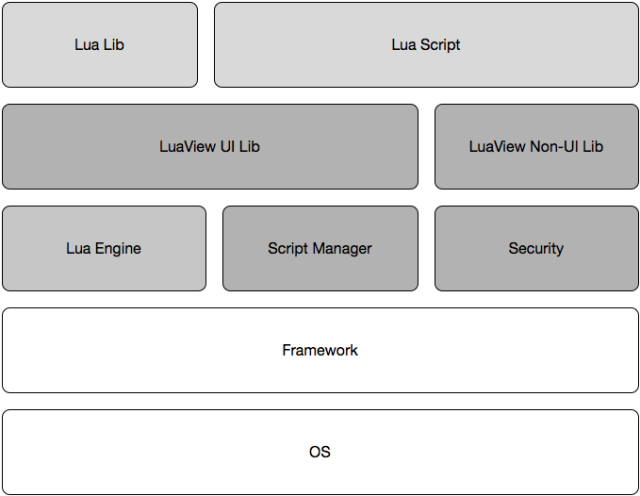 Lua Lib
Lua Script
LuaView UI Lib
LuaView Non-UI Lib
Lua Engine
Script Manager
Security
Framework
OS